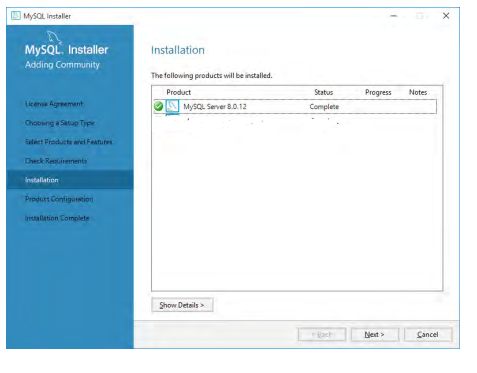 MySQL Installer
MySQL. Installer
Adding Community
License Agreement
Choosing a Setup Type
Select Products and Features
Check Requirements
Installation
Product Configuration
Installation Complete
Installation
The following products will be installed.
Product Status Progress Notes
MySQL Server 8.0.12 Complete
Show Details >
< Back Next > Cancel